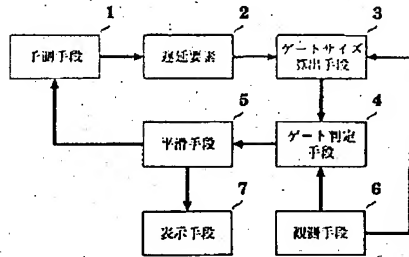 1
2
3
予測手段
遅延要素
ゲートサイズ
算出手段
5
4
平滑手段
ゲート判定
手段
7
6
表示手段
観測手段